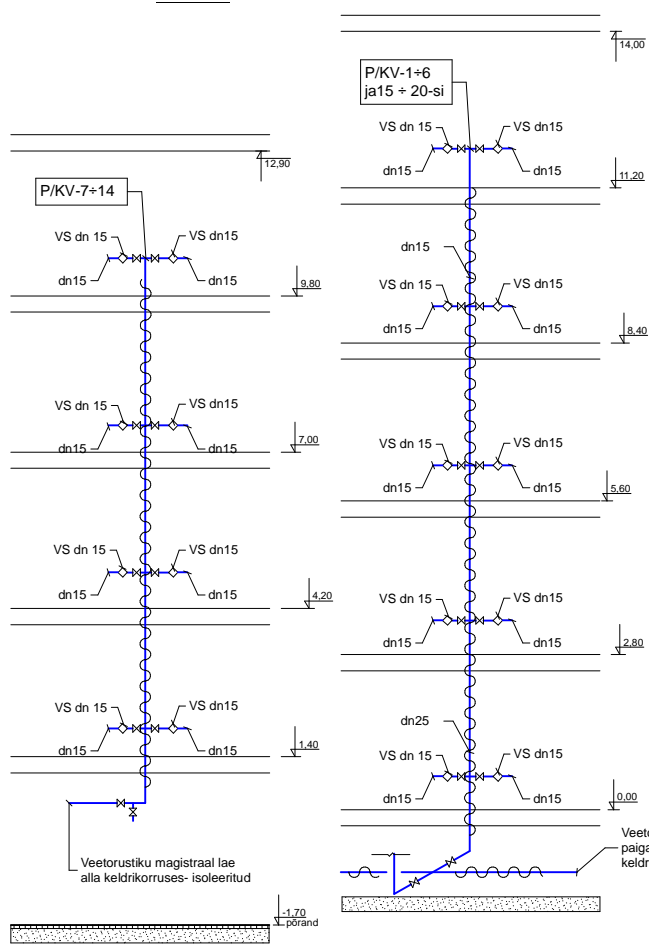 P/KV-7÷14
12,90
VS dn 15
VS dn15
dn15
dn15
9,80
VS dn 15
VS dn15
dn15
dn15
7,00
VS dn 15
VS dn15
dn15
dn15
4,20
VS dn 15
VS dn15
dn15
dn15
1,40
Veetorustiku magistraal lae
alla keldrikorruses- isoleeritud
-1,70
põrand
14,00
P/KV-1÷6
ja15 ÷ 20-si
VS dn 15
VS dn15
dn15
dn15
11,20
dn15
VS dn 15
VS dn15
dn15
dn15
8,40
VS dn 15
VS dn15
dn15
dn15
5,60
VS dn 15
VS dn15
dn15
dn15
2,80
dn25
VS dn 15
VS dn15
dn15
dn15
0,00
Veeto
paiga
keldr